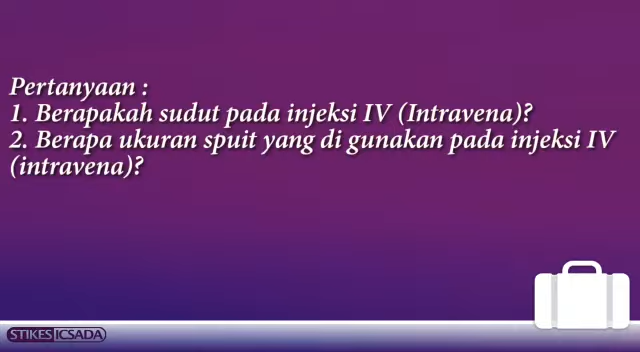 Pertanyaan :
1. Berapakah sudut pada injeksi IV (Intravena)?
2. Berapa ukuran spuit yang di gunakan pada injeksi IV
(intravena)?
STIKES ICSADA